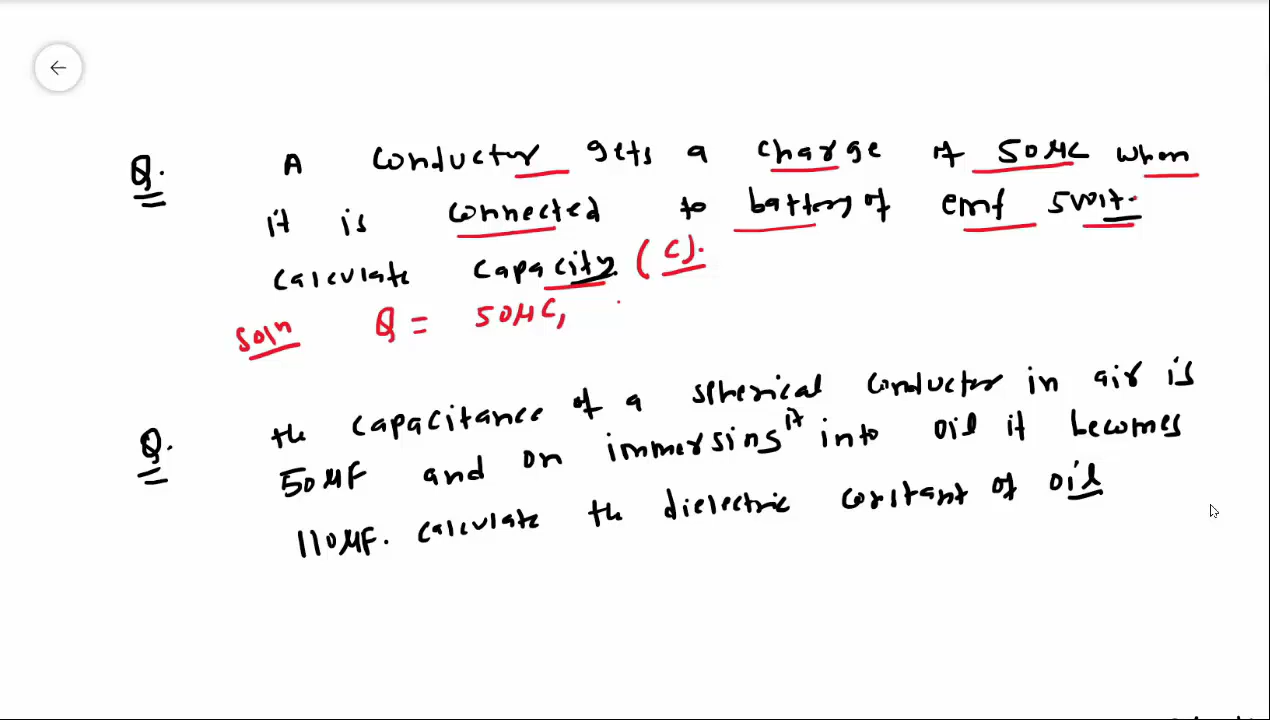 Q. A conductor gets a charge of 50μC when
it is connected to battery of emf 5volt.
calculate capacity (C).
Soln Q = 50μC,
Q. the capacitance of a spherical conductor in air is
50μF and on immersing it into oil it becomes
110μF. calculate the dielectric constant of oil